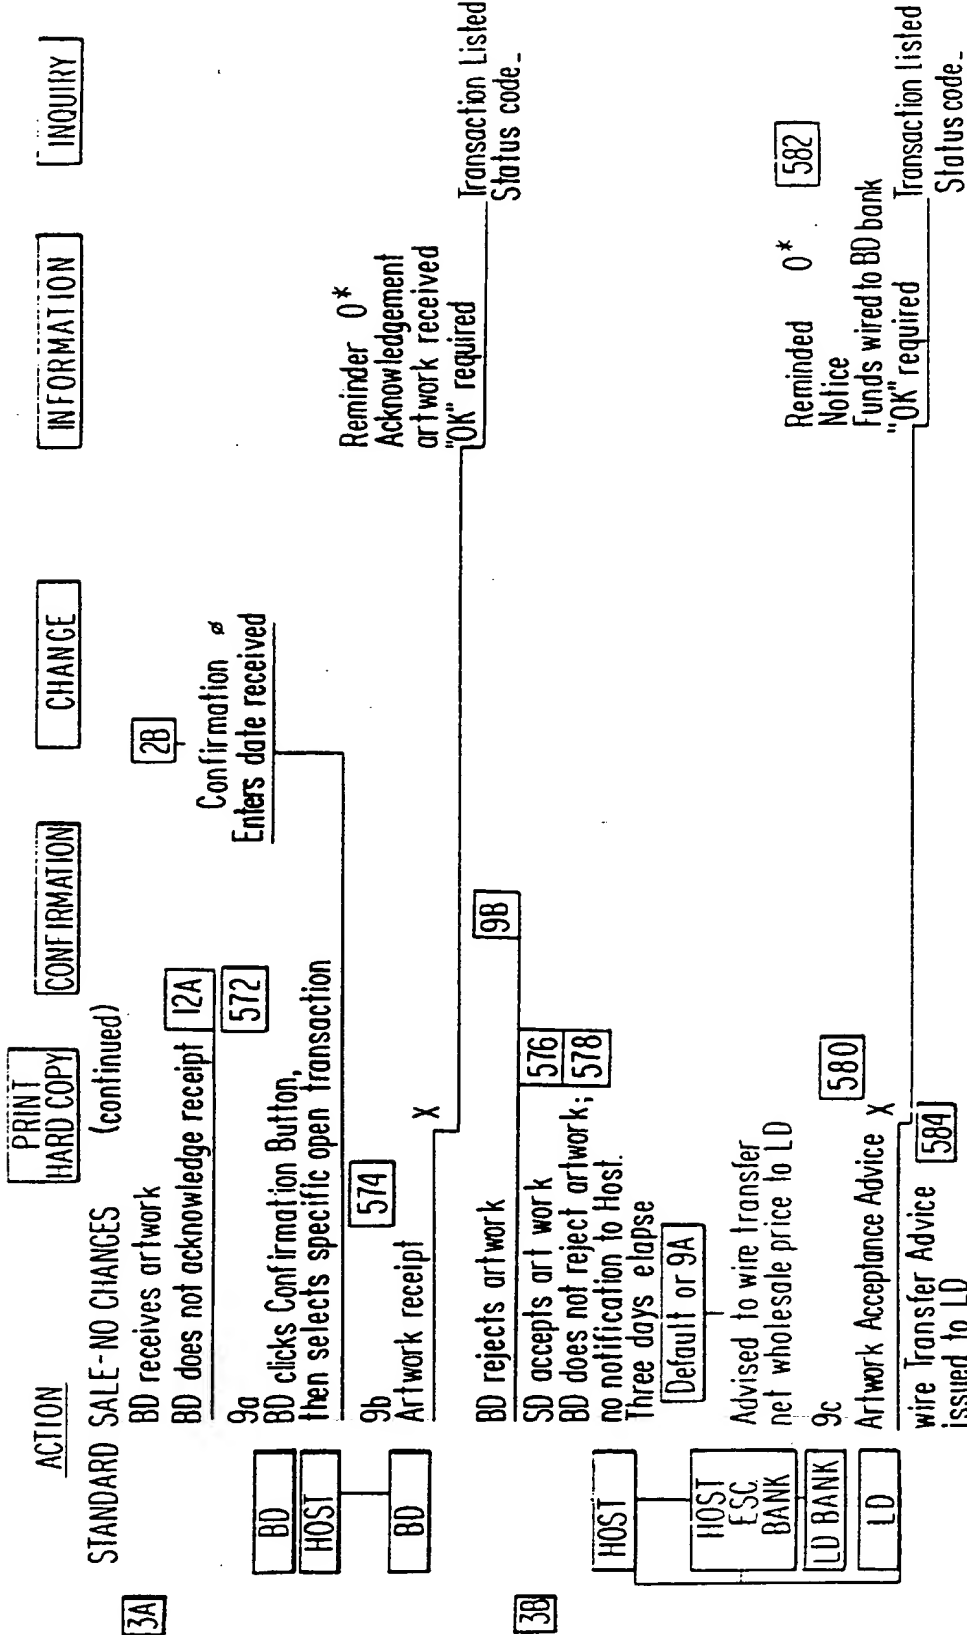 ACTION
PRINT
HARD COPY
CONFIRMATION
CHANGE
INFORMATION
INQUIRY
STANDARD SALE-NO CHANGES (continued)
3A
BD receives artwork
BD does not acknowledge receipt
12A
2B
572
Confirmation ø
Enters date received
9a
BD
BD clicks Confirmation Button,
HOST
then selects specific open transaction
574
Reminder 0*
Acknowledgement
artwork received
"OK" required
9b
BD
Artwork receipt X
Transaction Listed
Status code_
BD rejects artwork
9B
3B
SD accepts art work
576
BD does not reject artwork;
578
HOST
no notification to Host.
Three days elapse
Default or 9A
HOST
ESC.
BANK
Advised to wire transfer
net wholesale price to LD
LD BANK
9c
580
582
Reminded 0*
Notice
Funds wired to BD bank
"OK" required
LD
Artwork Acceptance Advice X
Transaction Listed
Status code_
wire Transfer Advice
584
issued to LD